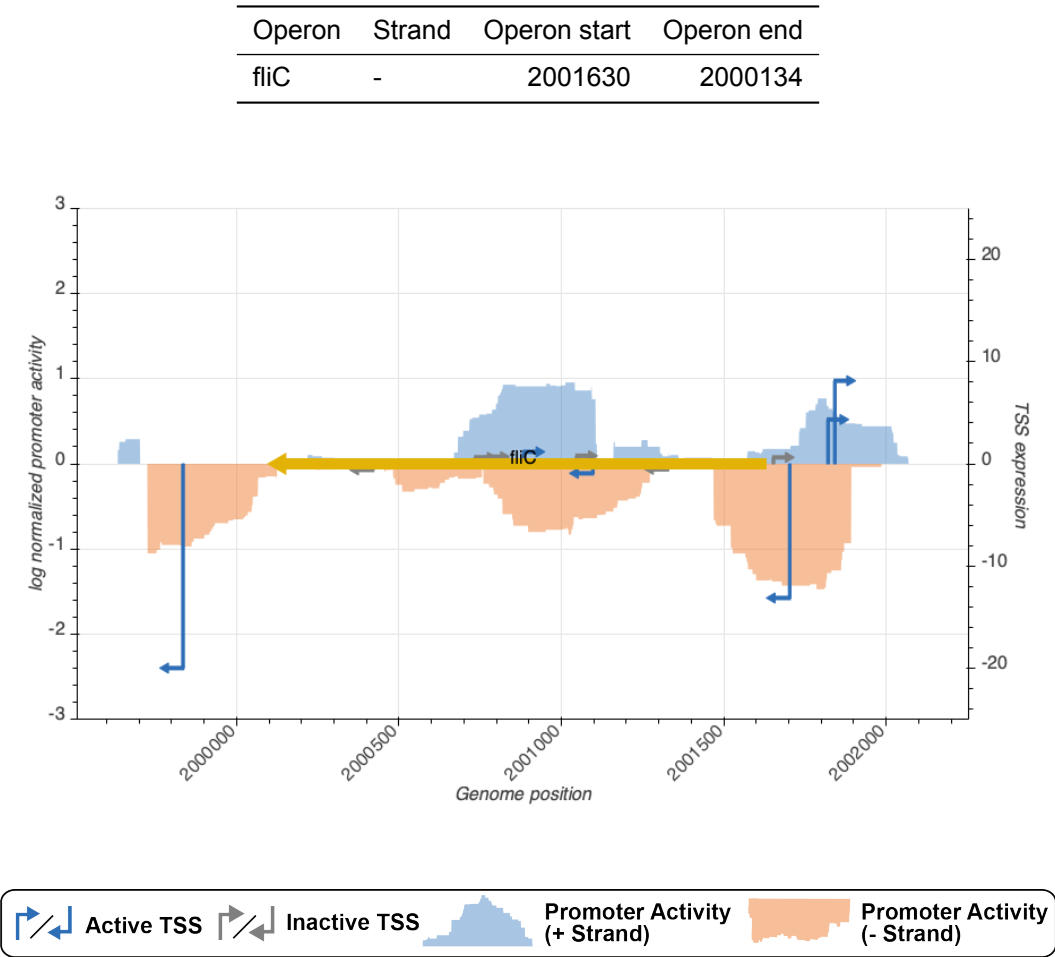 Operon Strand Operon start Operon end
fliC - 2001630 2000134
3
2
1
0
-1
-2
-3
log normalized promoter activity
20
10
0
-10
-20
TSS expression
fliC
2000000 2000500 2001000 2001500 2002000
Genome position
Active TSS
Inactive TSS
Promoter Activity
(+ Strand)
Promoter Activity
(- Strand)